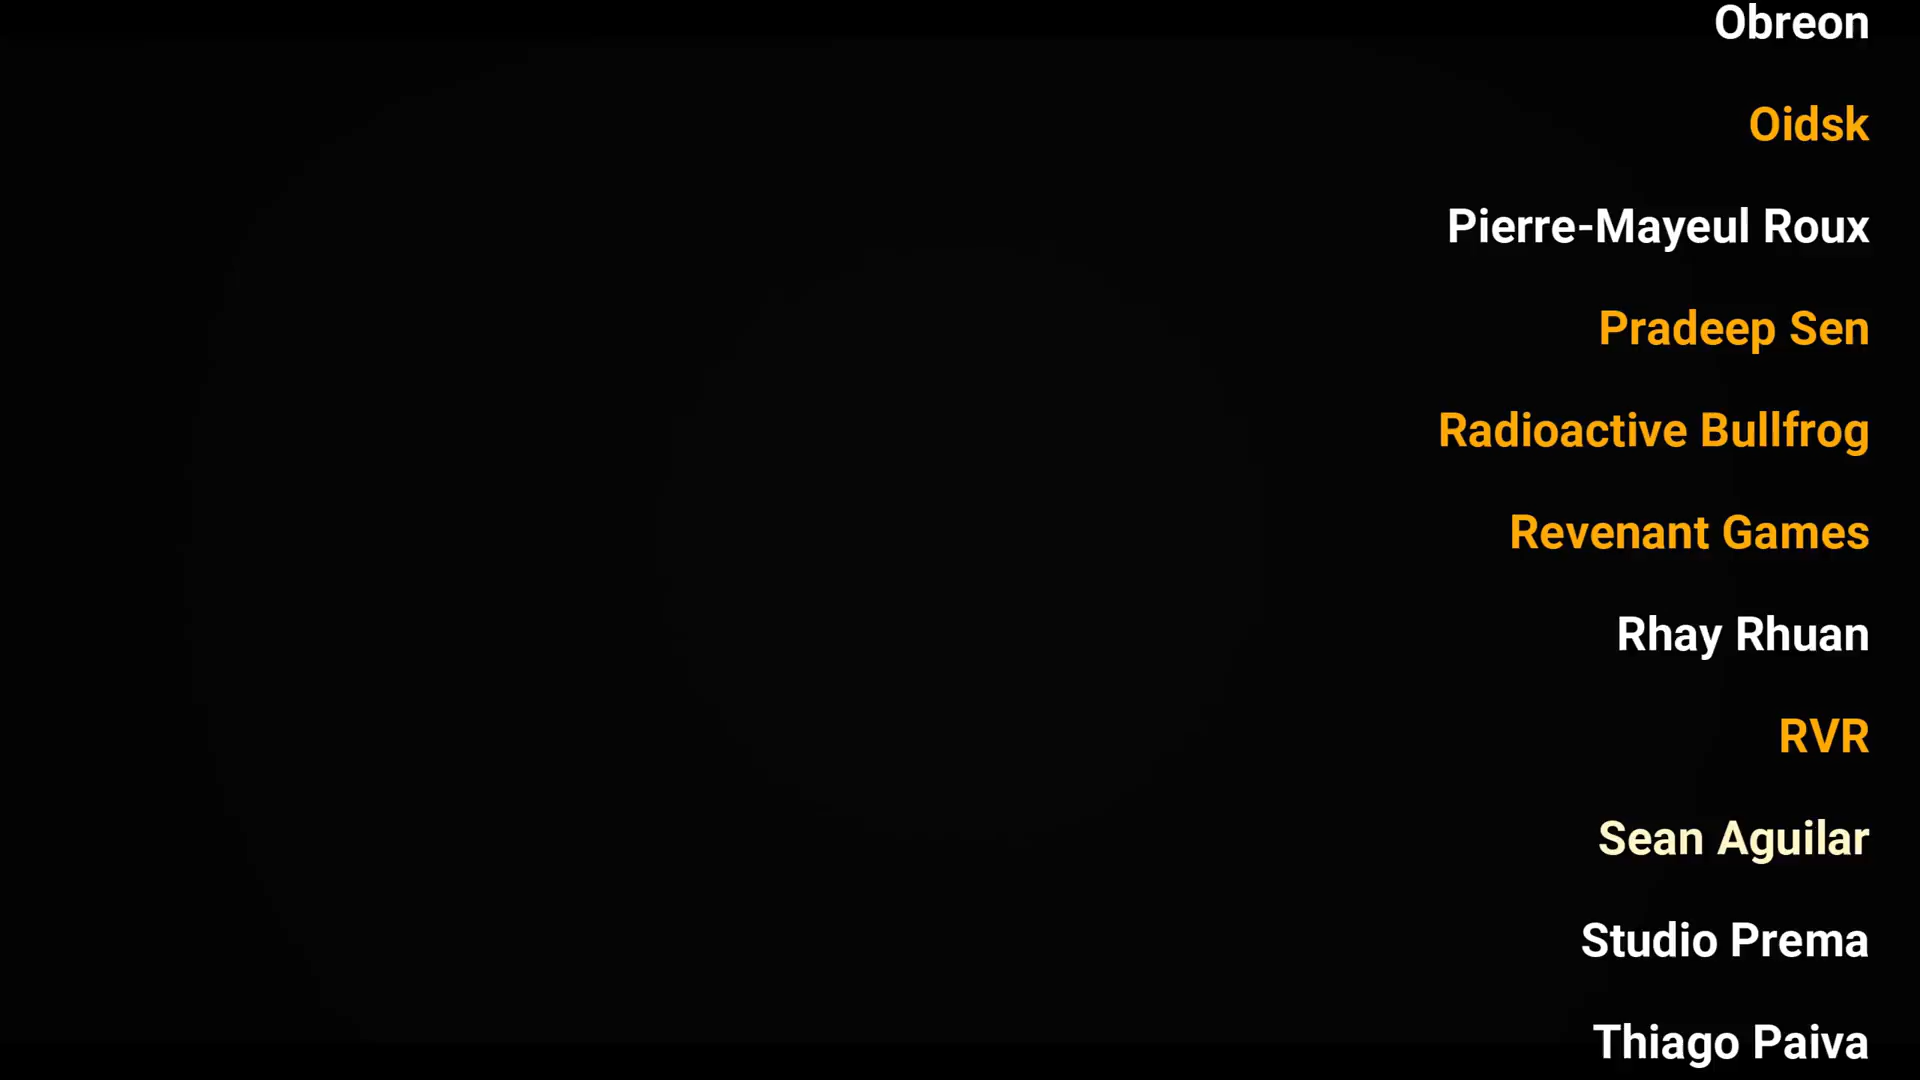 Obreon
Oidsk
Pierre-Mayeul Roux
Pradeep Sen
Radioactive Bullfrog
Revenant Games
Rhay Rhuan
RVR
Sean Aguilar
Studio Prema
Thiago Paiva